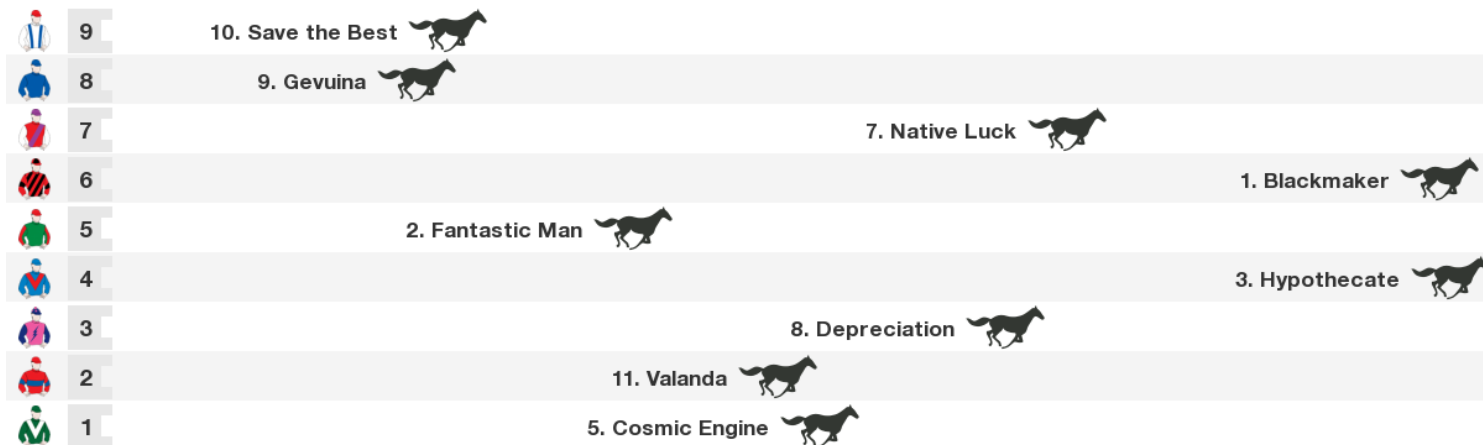 9 10. Save the Best
8 9. Gevuina
7 7. Native Luck
6 1. Blackmaker
5 2. Fantastic Man
4 3. Hypothecate
3 8. Depreciation
2 11. Valanda
1 5. Cosmic Engine